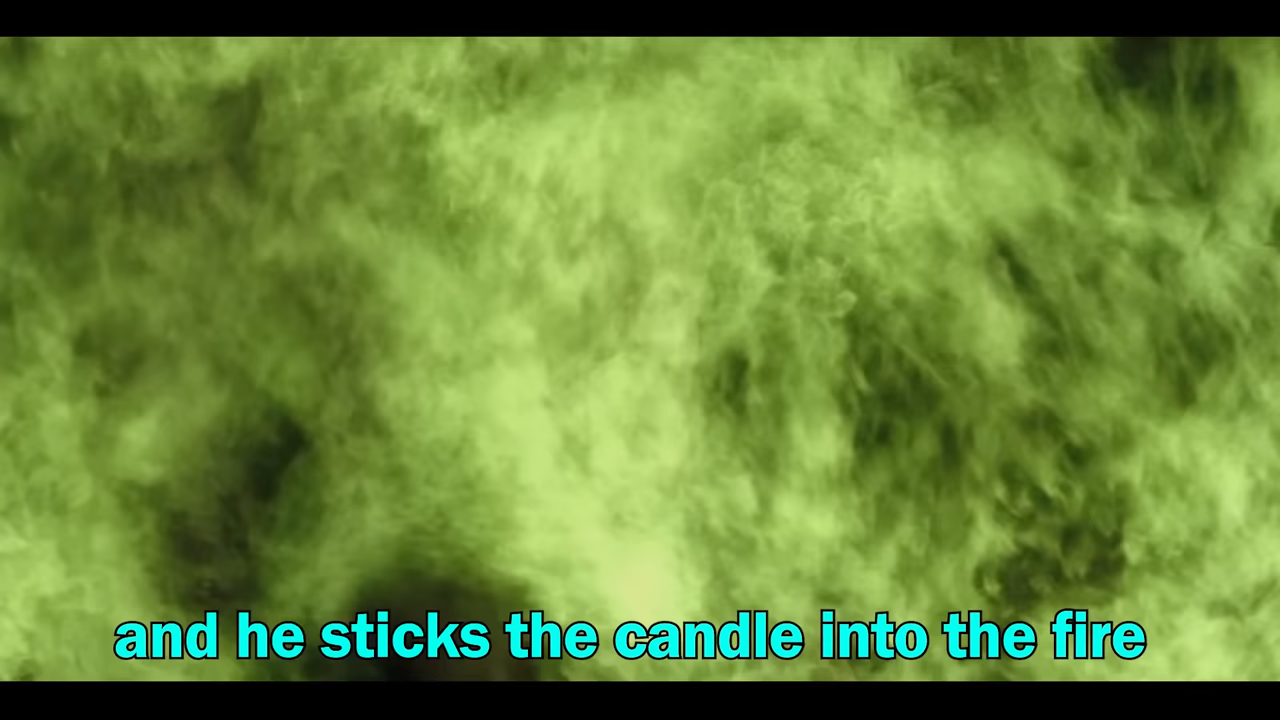 and he sticks the candle into the fire